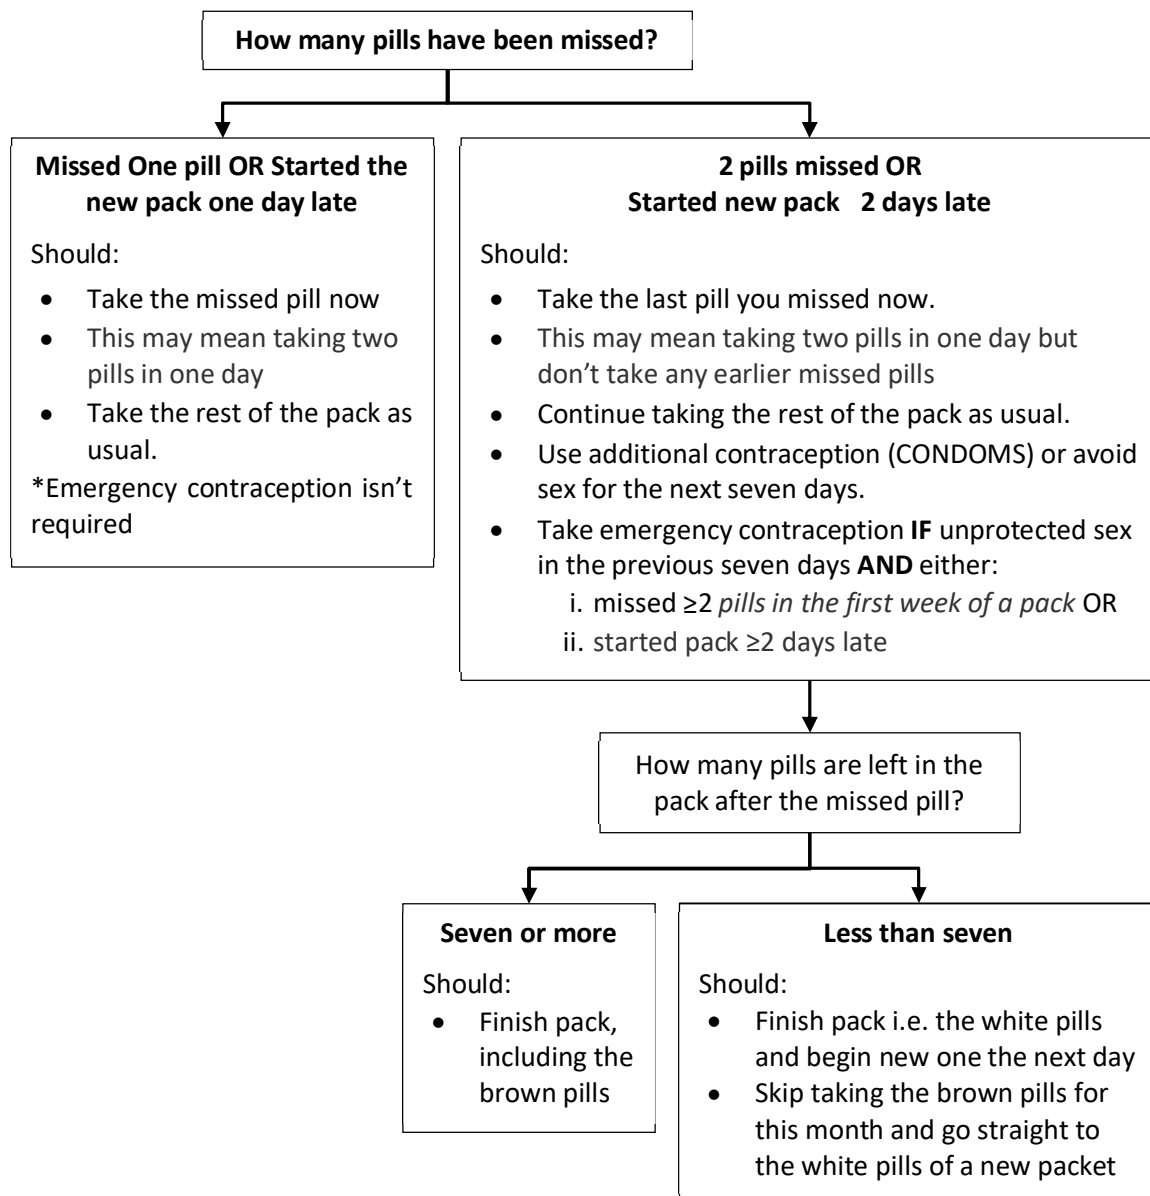 How many pills have been missed?
Missed One pill OR Started the
new pack one day late
Should:
• Take the missed pill now
• This may mean taking two
pills in one day
• Take the rest of the pack as
usual.
*Emergency contraception isn’t
required
2 pills missed OR
Started new pack 2 days late
Should:
• Take the last pill you missed now.
• This may mean taking two pills in one day but
don’t take any earlier missed pills
• Continue taking the rest of the pack as usual.
• Use additional contraception (CONDOMS) or avoid
sex for the next seven days.
• Take emergency contraception IF unprotected sex
in the previous seven days AND either:
i. missed ≥2 pills in the first week of a pack OR
ii. started pack ≥2 days late
How many pills are left in the
pack after the missed pill?
Seven or more
Should:
• Finish pack,
including the
brown pills
Less than seven
Should:
• Finish pack i.e. the white pills
and begin new one the next day
• Skip taking the brown pills for
this month and go straight to
the white pills of a new packet